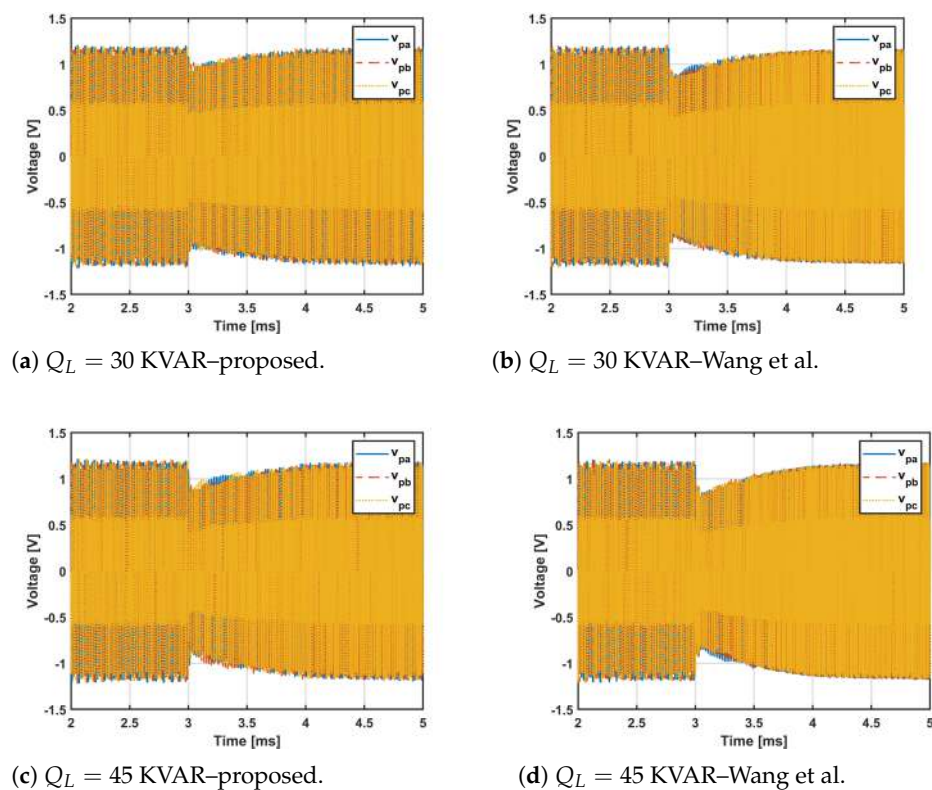 1.5
1
0.5
0
-0.5
-1
-1.5
Voltage [V]
v_pa
v_pb
v_pc
2 2.5 3 3.5 4 4.5 5
Time [ms]
(a) Q_L = 30 KVAR–proposed.
1.5
1
0.5
0
-0.5
-1
-1.5
Voltage [V]
v_pa
v_pb
v_pc
2 2.5 3 3.5 4 4.5 5
Time [ms]
(b) Q_L = 30 KVAR–Wang et al.
1.5
1
0.5
0
-0.5
-1
-1.5
Voltage [V]
v_pa
v_pb
v_pc
2 2.5 3 3.5 4 4.5 5
Time [ms]
(c) Q_L = 45 KVAR–proposed.
1.5
1
0.5
0
-0.5
-1
-1.5
Voltage [V]
v_pa
v_pb
v_pc
2 2.5 3 3.5 4 4.5 5
Time [ms]
(d) Q_L = 45 KVAR–Wang et al.